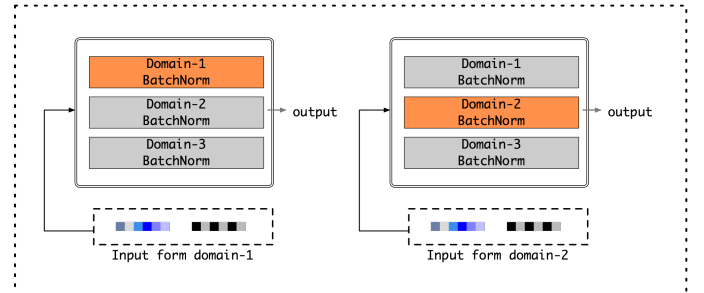 Domain-1
BatchNorm
Domain-2
BatchNorm
Domain-3
BatchNorm
output
Input form domain-1
Domain-1
BatchNorm
Domain-2
BatchNorm
Domain-3
BatchNorm
output
Input form domain-2